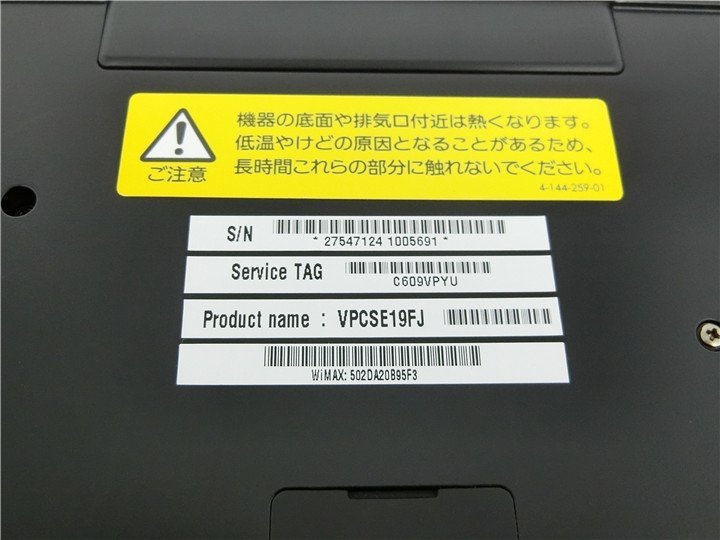 機器の底面や排気口付近は熱くなります。
低温やけどの原因となることがあるため、
長時間これらの部分に触れないでください。
ご注意
4-144-259-01
S/N
* 27547124 1005691 *
Service TAG
C609VPYU
Product name : VPCSE19FJ
WiMAX: 502DA20B95F3